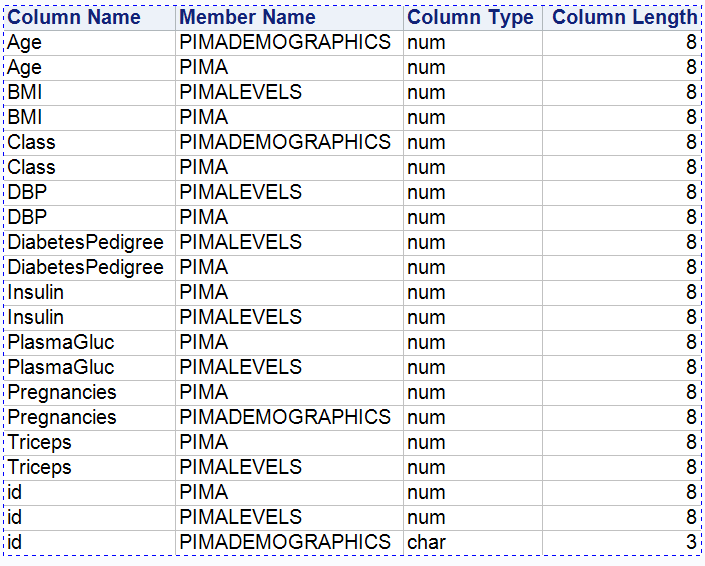 Column Name Member Name Column Type Column Length
Age PIMADEMOGRAPHICS num 8
Age PIMA num 8
BMI PIMALEVELS num 8
BMI PIMA num 8
Class PIMADEMOGRAPHICS num 8
Class PIMA num 8
DBP PIMALEVELS num 8
DBP PIMA num 8
DiabetesPedigree PIMALEVELS num 8
DiabetesPedigree PIMA num 8
Insulin PIMA num 8
Insulin PIMALEVELS num 8
PlasmaGluc PIMA num 8
PlasmaGluc PIMALEVELS num 8
Pregnancies PIMA num 8
Pregnancies PIMADEMOGRAPHICS num 8
Triceps PIMA num 8
Triceps PIMALEVELS num 8
id PIMA num 8
id PIMALEVELS num 8
id PIMADEMOGRAPHICS char 3